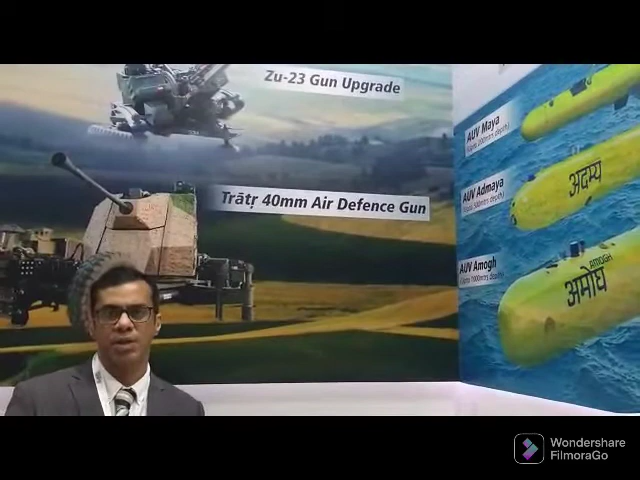 Zu-23 Gun Upgrade
Trātṛ 40mm Air Defence Gun
AUV Maya
AUV Admaya
अदम्य
AUV Amogh
AMOGH
अमोघ
Wondershare
FilmoraGo